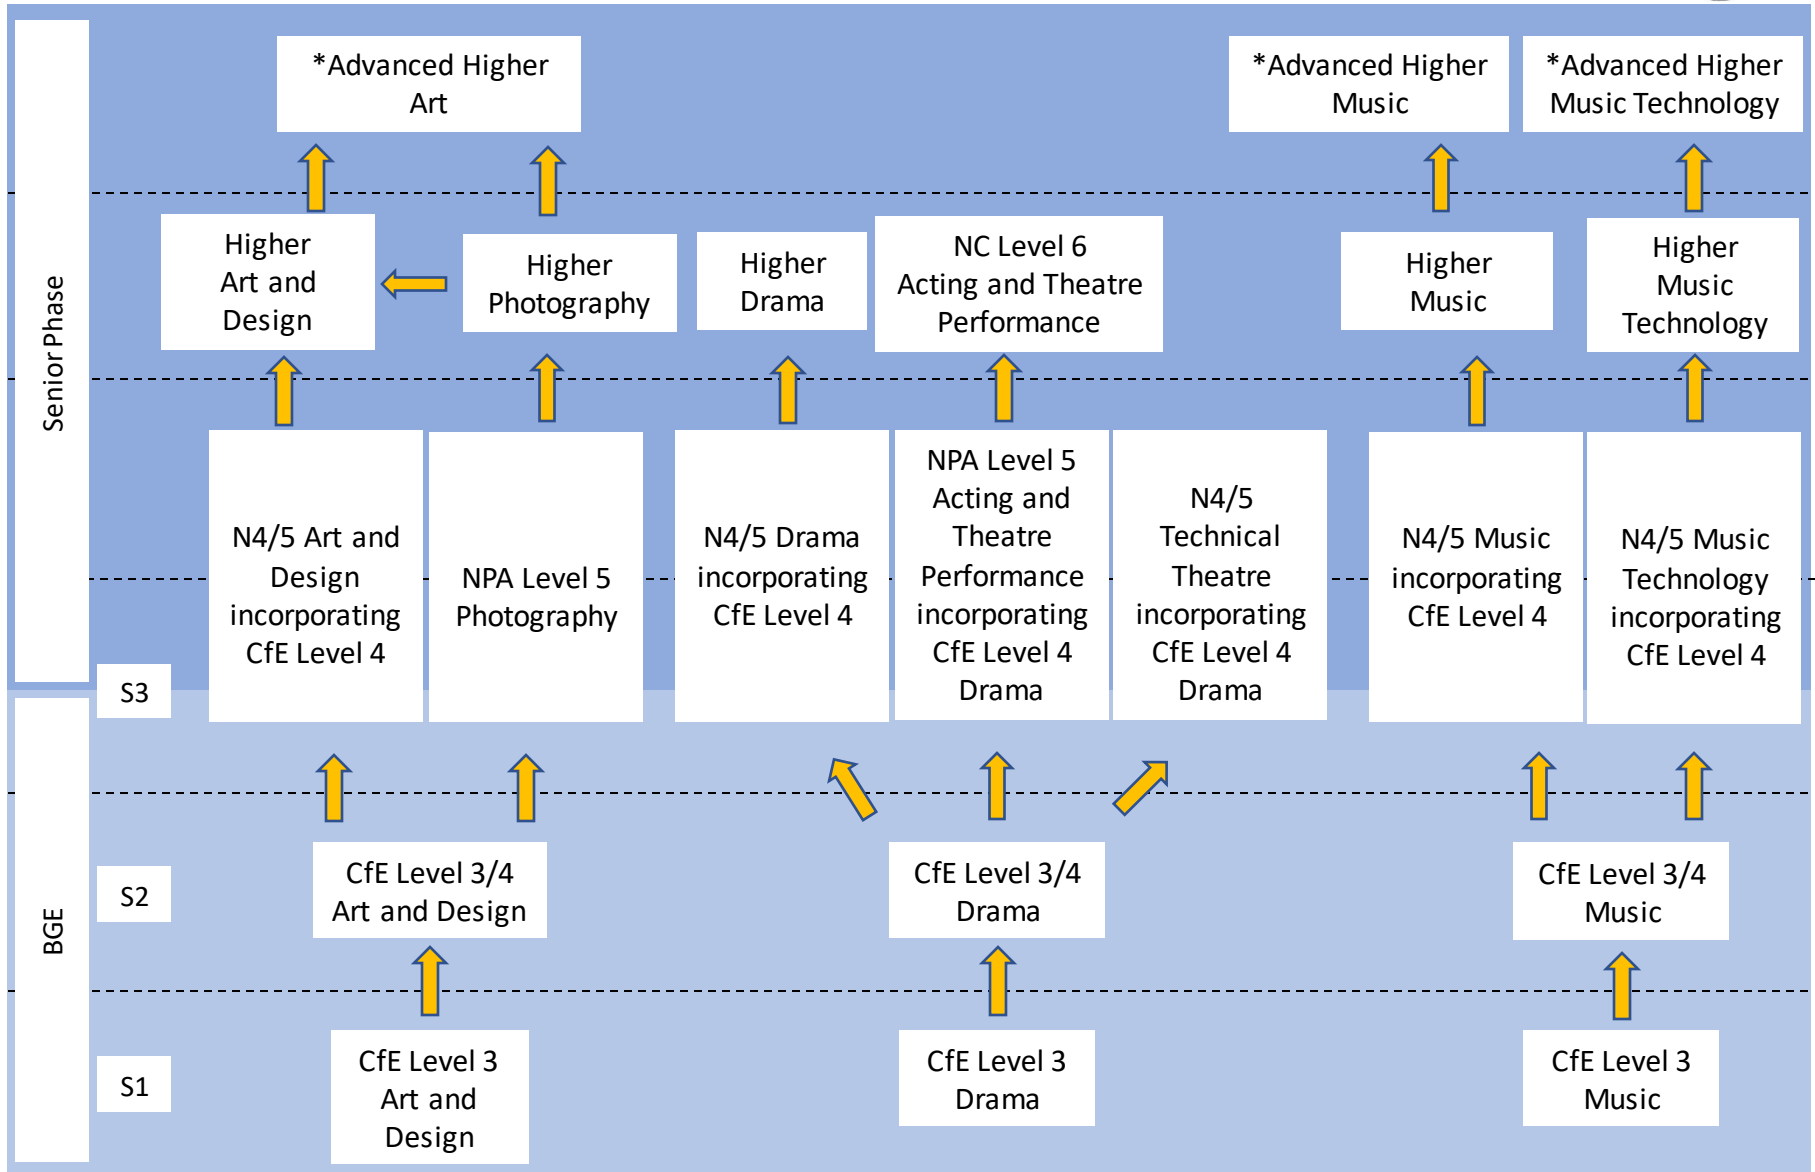 *Advanced Higher
Art
*Advanced Higher
Music
*Advanced Higher
Music Technology
Senior Phase
Higher
Art and
Design
Higher
Photography
Higher
Drama
NC Level 6
Acting and Theatre
Performance
Higher
Music
Higher
Music
Technology
N4/5 Art and
Design
incorporating
CfE Level 4
NPA Level 5
Photography
N4/5 Drama
incorporating
CfE Level 4
NPA Level 5
Acting and
Theatre
Performance
incorporating
CfE Level 4
Drama
N4/5
Technical
Theatre
incorporating
CfE Level 4
Drama
N4/5 Music
incorporating
CfE Level 4
N4/5 Music
Technology
incorporating
CfE Level 4
S3
BGE
S2
CfE Level 3/4
Art and Design
CfE Level 3/4
Drama
CfE Level 3/4
Music
S1
CfE Level 3
Art and
Design
CfE Level 3
Drama
CfE Level 3
Music